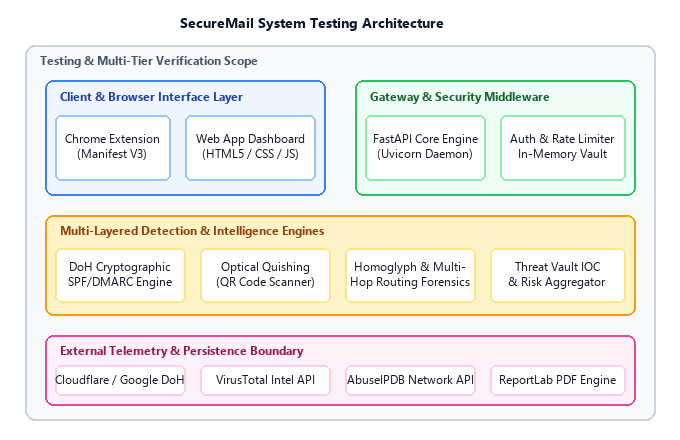 SecureMail System Testing Architecture
Testing & Multi-Tier Verification Scope
Client & Browser Interface Layer
Chrome Extension
(Manifest V3)
Web App Dashboard
(HTML5 / CSS / JS)
Gateway & Security Middleware
FastAPI Core Engine
(Uvicorn Daemon)
Auth & Rate Limiter
In-Memory Vault
Multi-Layered Detection & Intelligence Engines
DoH Cryptographic
SPF/DMARC Engine
Optical Quishing
(QR Code Scanner)
Homoglyph & Multi-
Hop Routing Forensics
Threat Vault IOC
& Risk Aggregator
External Telemetry & Persistence Boundary
Cloudflare / Google DoH
VirusTotal Intel API
AbuseIPDB Network API
ReportLab PDF Engine